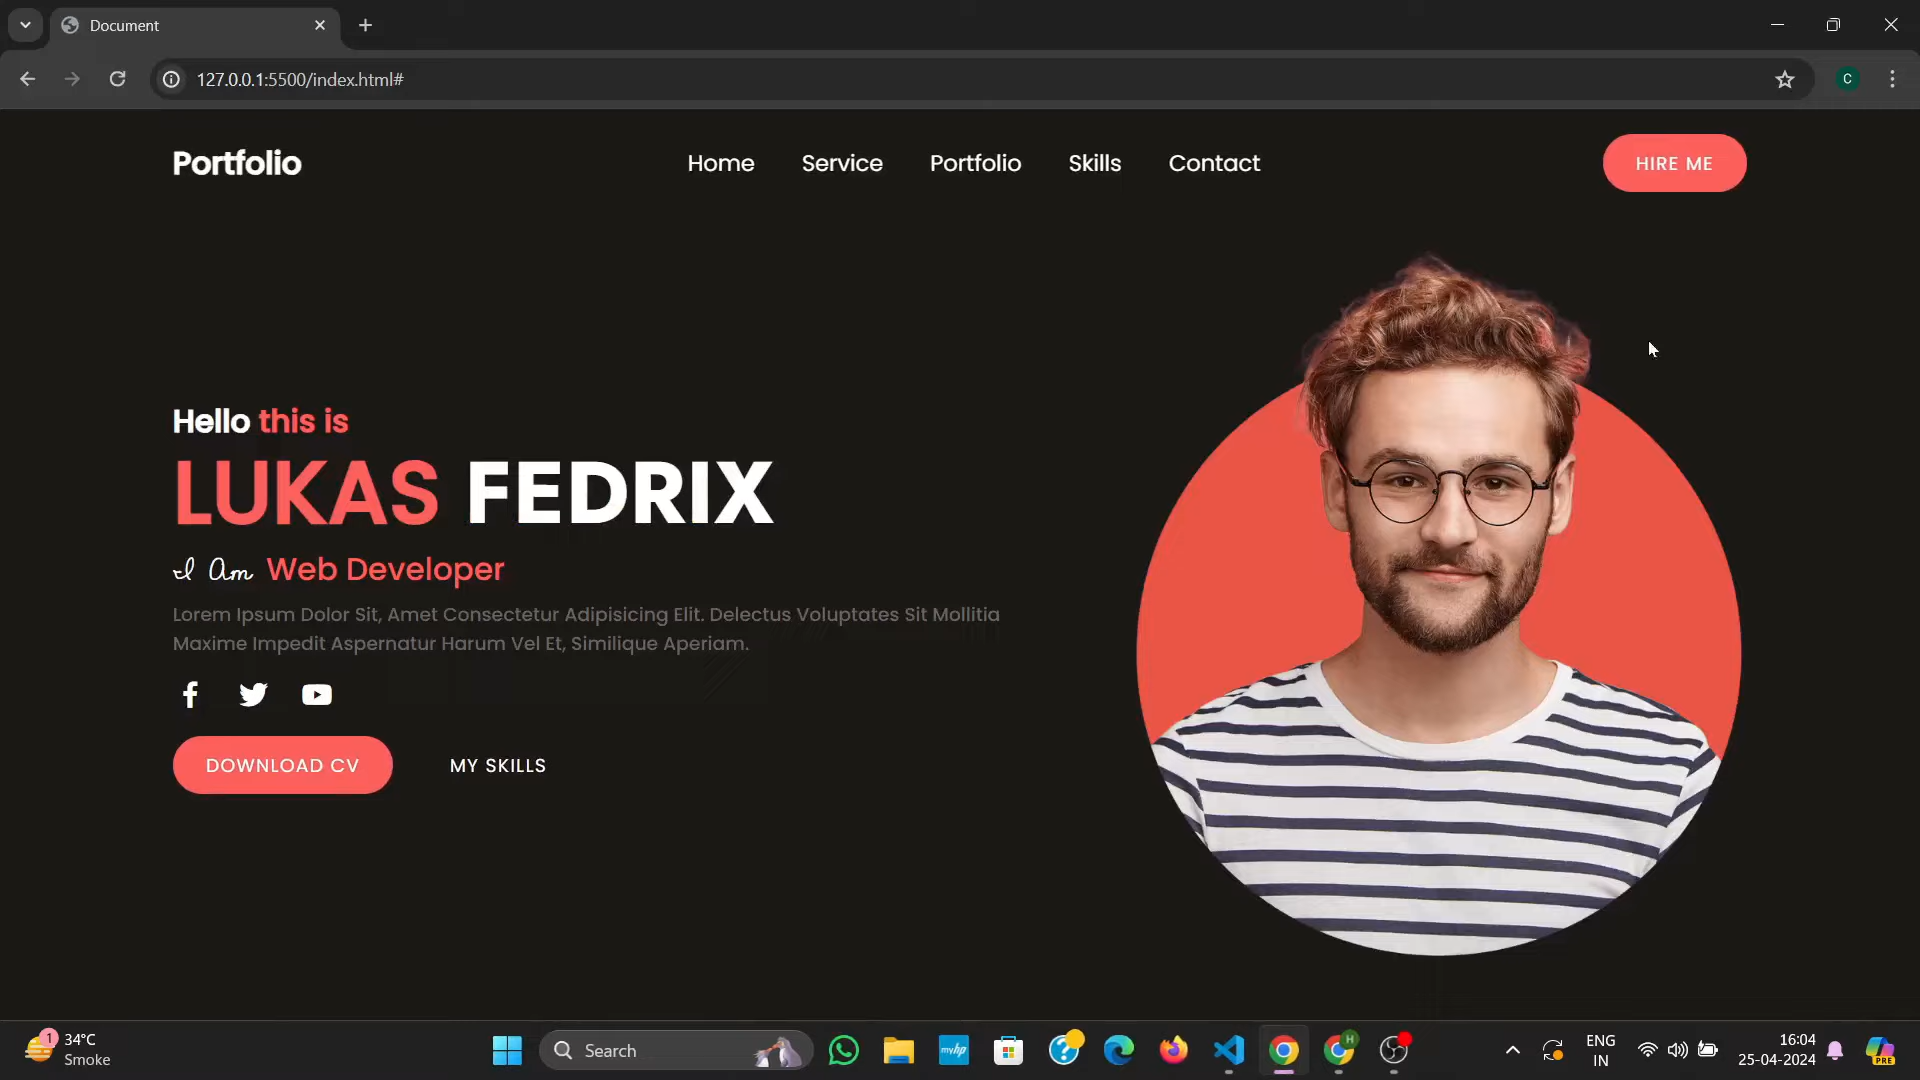 Document
127.0.0.1:5500/index.html#
C
Portfolio
Home Service Portfolio Skills Contact
HIRE ME
Hello this is
LUKAS FEDRIX
I Am Web Developer
Lorem Ipsum Dolor Sit, Amet Consectetur Adipisicing Elit. Delectus Voluptates Sit Mollitia
Maxime Impedit Aspernatur Harum Vel Et, Similique Aperiam.
DOWNLOAD CV MY SKILLS
1
34°C
Smoke
Search
myhp
H
ENG
IN
16:04
25-04-2024
PRE